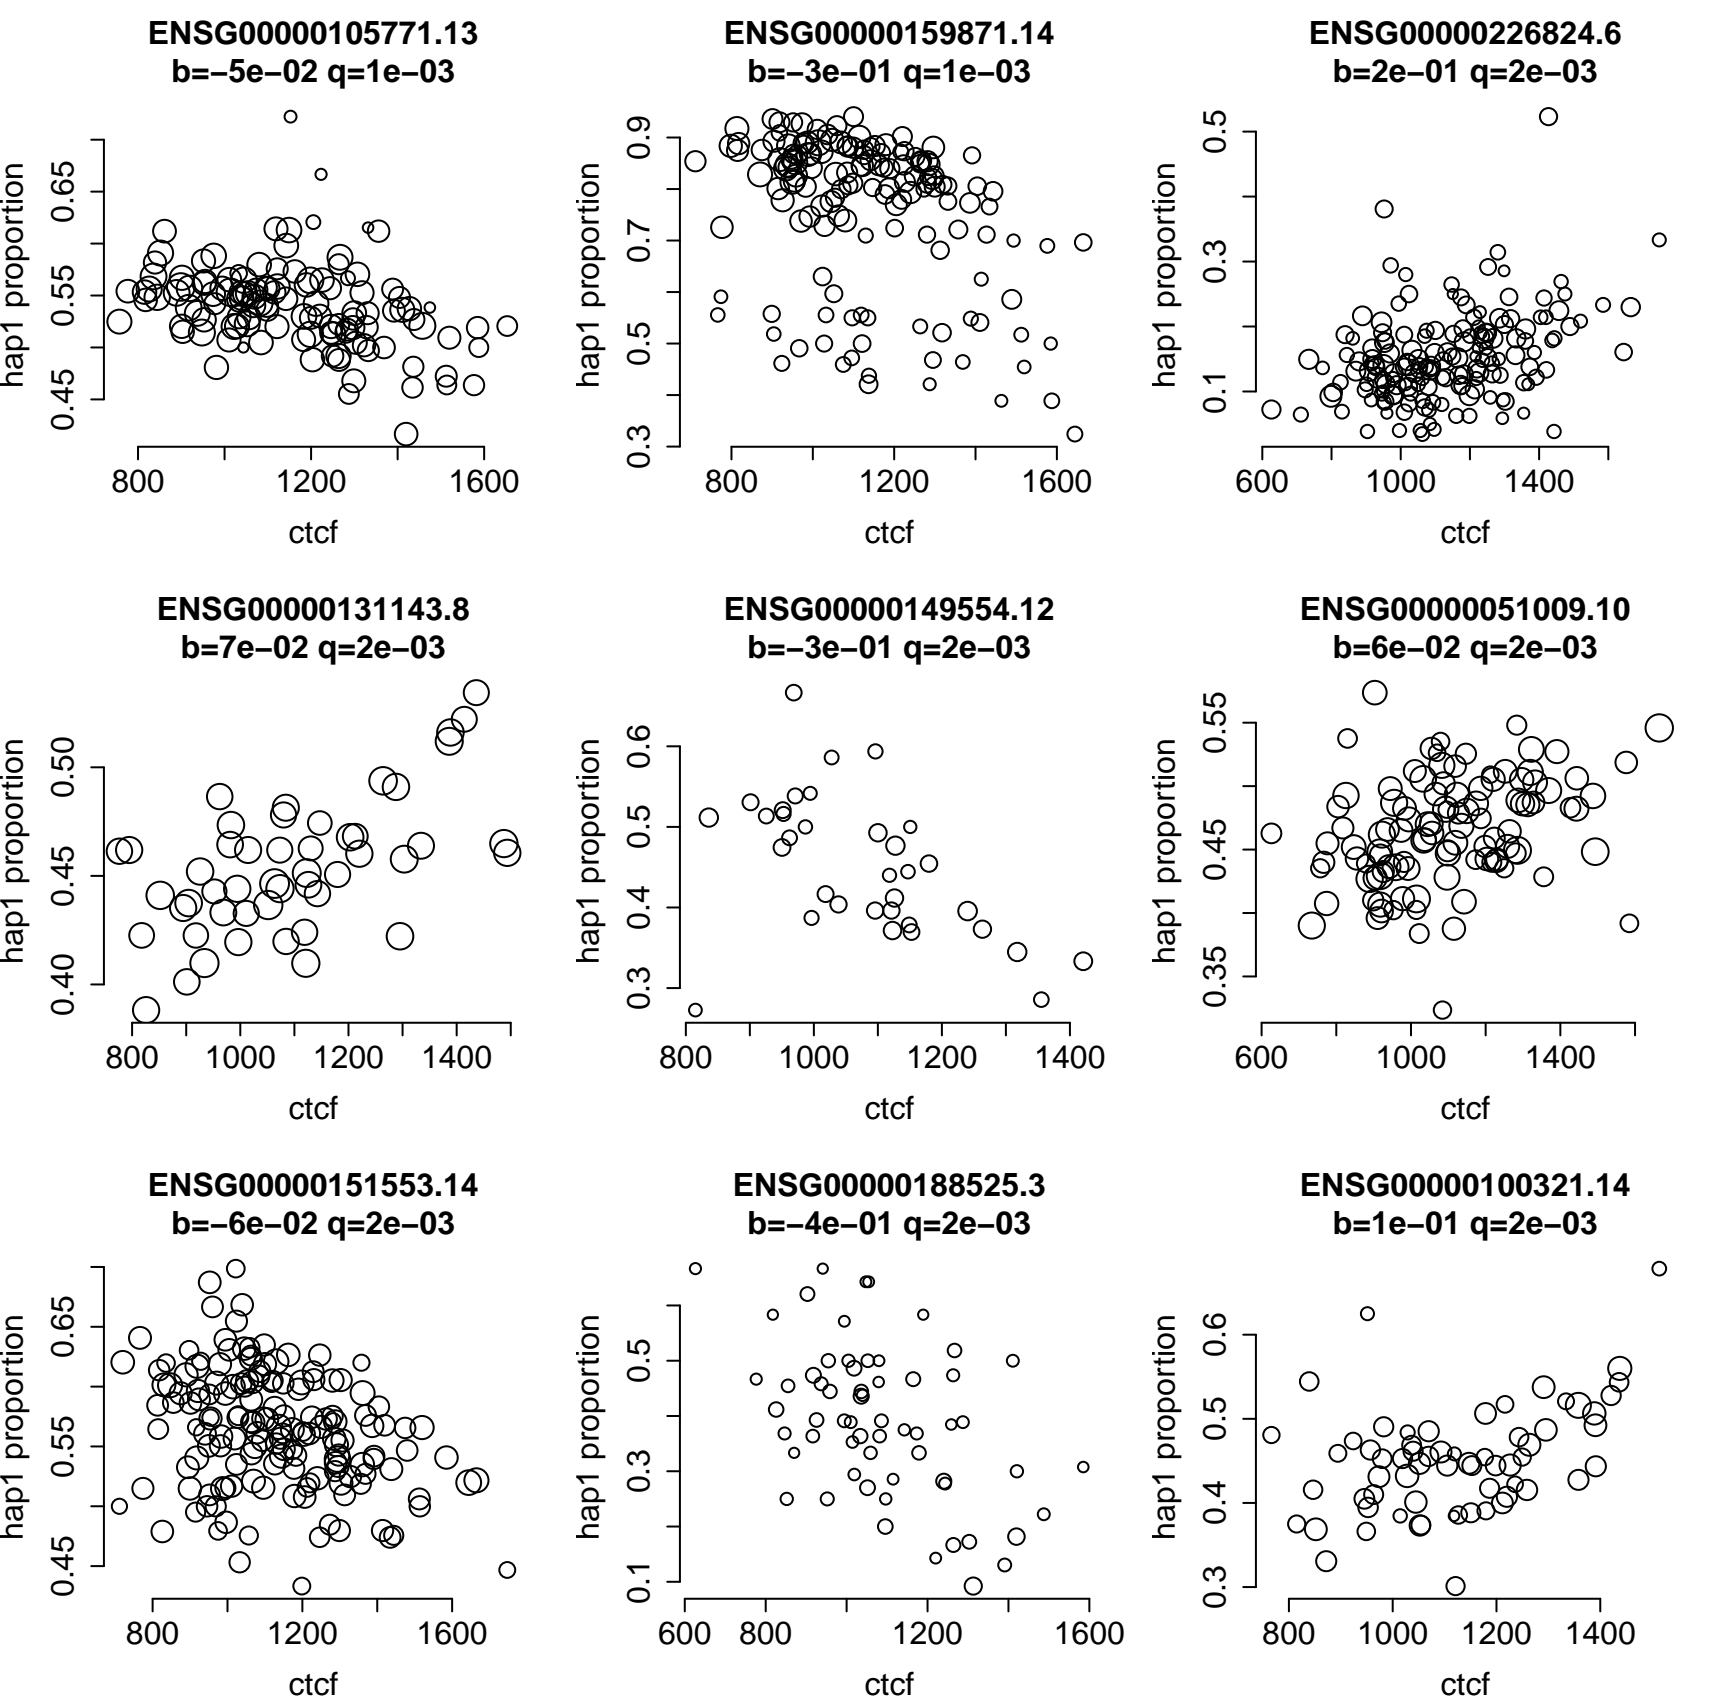 ENSG00000105771.13
b=−5e−02 q=1e−03
hap1 proportion
0.45 0.55 0.65
800 1200 1600
ctcf
ENSG00000159871.14
b=−3e−01 q=1e−03
hap1 proportion
0.3 0.5 0.7 0.9
800 1200 1600
ctcf
ENSG00000226824.6
b=2e−01 q=2e−03
hap1 proportion
0.1 0.3 0.5
600 1000 1400
ctcf
ENSG00000131143.8
b=7e−02 q=2e−03
hap1 proportion
0.40 0.45 0.50
800 1000 1200 1400
ctcf
ENSG00000149554.12
b=−3e−01 q=2e−03
hap1 proportion
0.3 0.4 0.5 0.6
800 1000 1200 1400
ctcf
ENSG00000051009.10
b=6e−02 q=2e−03
hap1 proportion
0.35 0.45 0.55
600 1000 1400
ctcf
ENSG00000151553.14
b=−6e−02 q=2e−03
hap1 proportion
0.45 0.55 0.65
800 1200 1600
ctcf
ENSG00000188525.3
b=−4e−01 q=2e−03
hap1 proportion
0.1 0.3 0.5
600 800 1200 1600
ctcf
ENSG00000100321.14
b=1e−01 q=2e−03
hap1 proportion
0.3 0.4 0.5 0.6
800 1000 1200 1400
ctcf